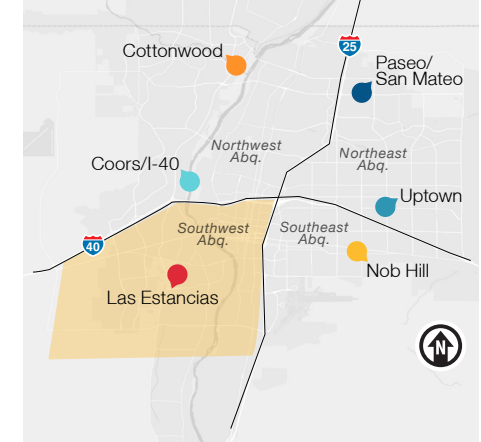 25
Cottonwood
Paseo/
San Mateo
Northwest
Abq.
Northeast
Abq.
Coors/I-40
Uptown
Southwest
Abq.
Southeast
Abq.
40
Nob Hill
Las Estancias
N